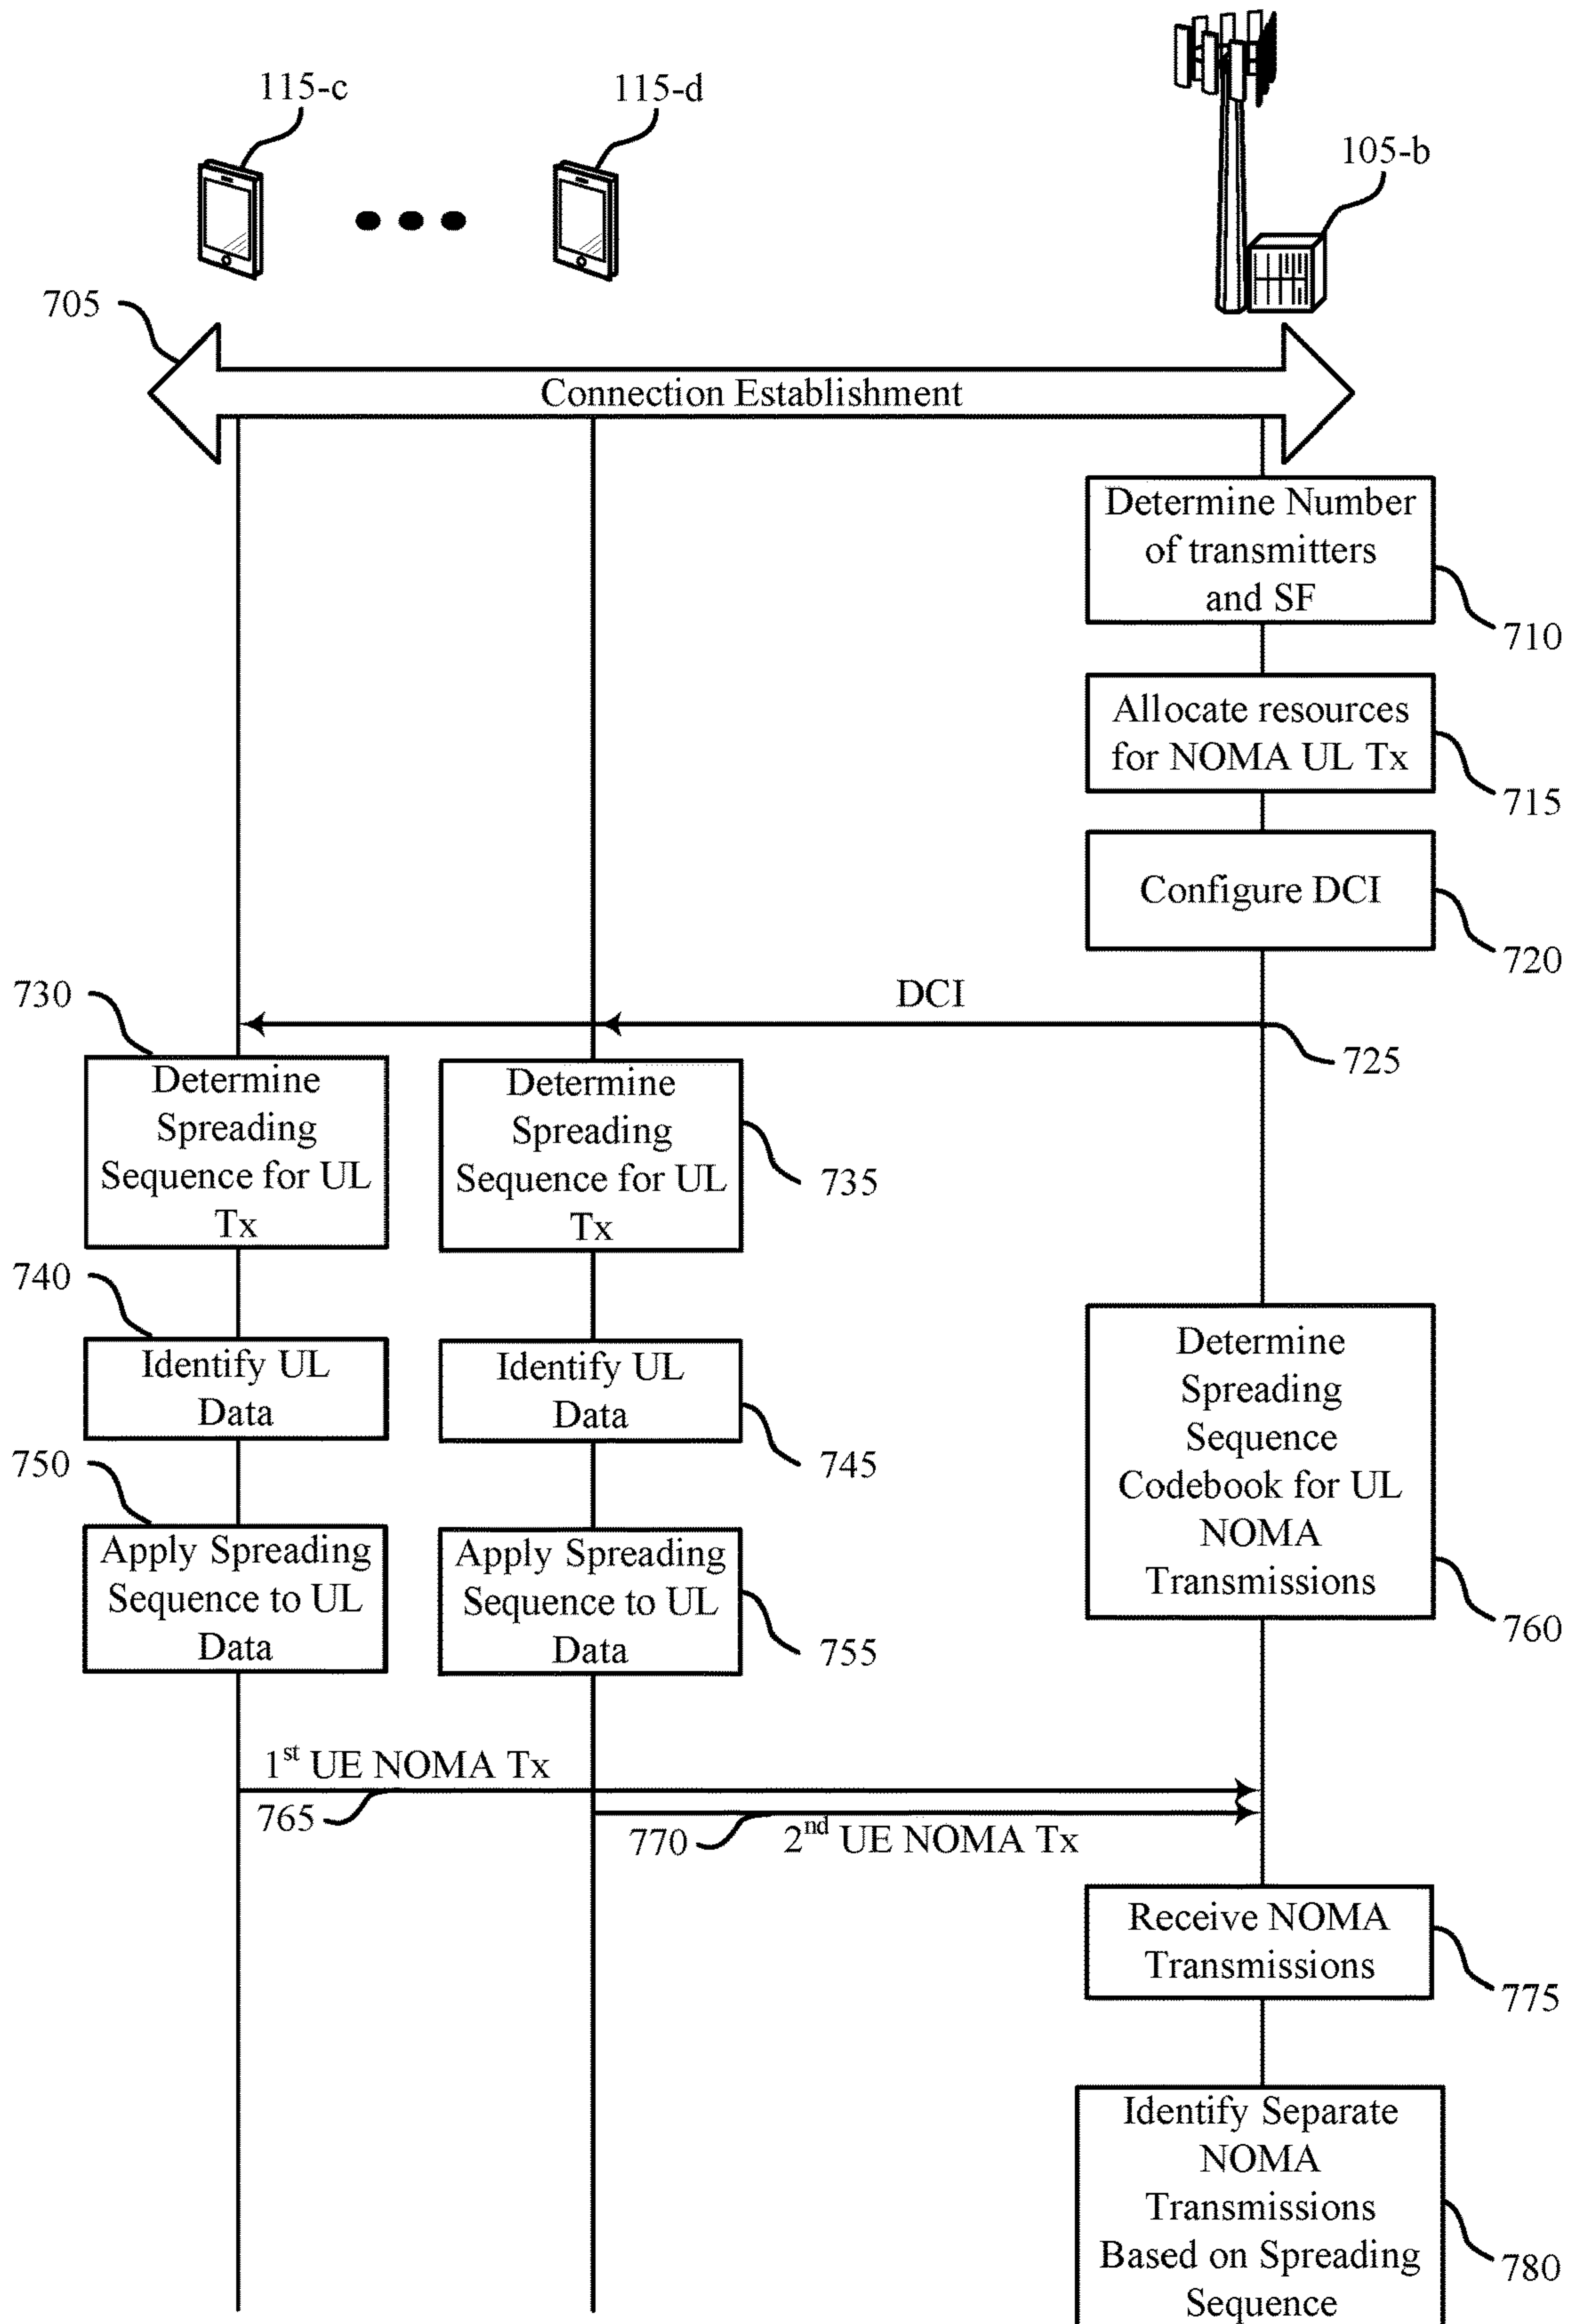 115-c
115-d
105-b
705
Connection Establishment
Determine Number
of transmitters
and SF
710
Allocate resources
for NOMA UL Tx
715
Configure DCI
720
DCI
725
730
Determine
Spreading
Sequence for UL
Tx
Determine
Spreading
Sequence for UL
Tx
735
740
Identify UL
Data
Identify UL
Data
745
Determine
Spreading
Sequence
Codebook for UL
NOMA
Transmissions
760
750
Apply Spreading
Sequence to UL
Data
Apply Spreading
Sequence to UL
Data
755
1st UE NOMA Tx
765
770
2nd UE NOMA Tx
Receive NOMA
Transmissions
775
Identify Separate
NOMA
Transmissions
Based on Spreading
Sequence
780